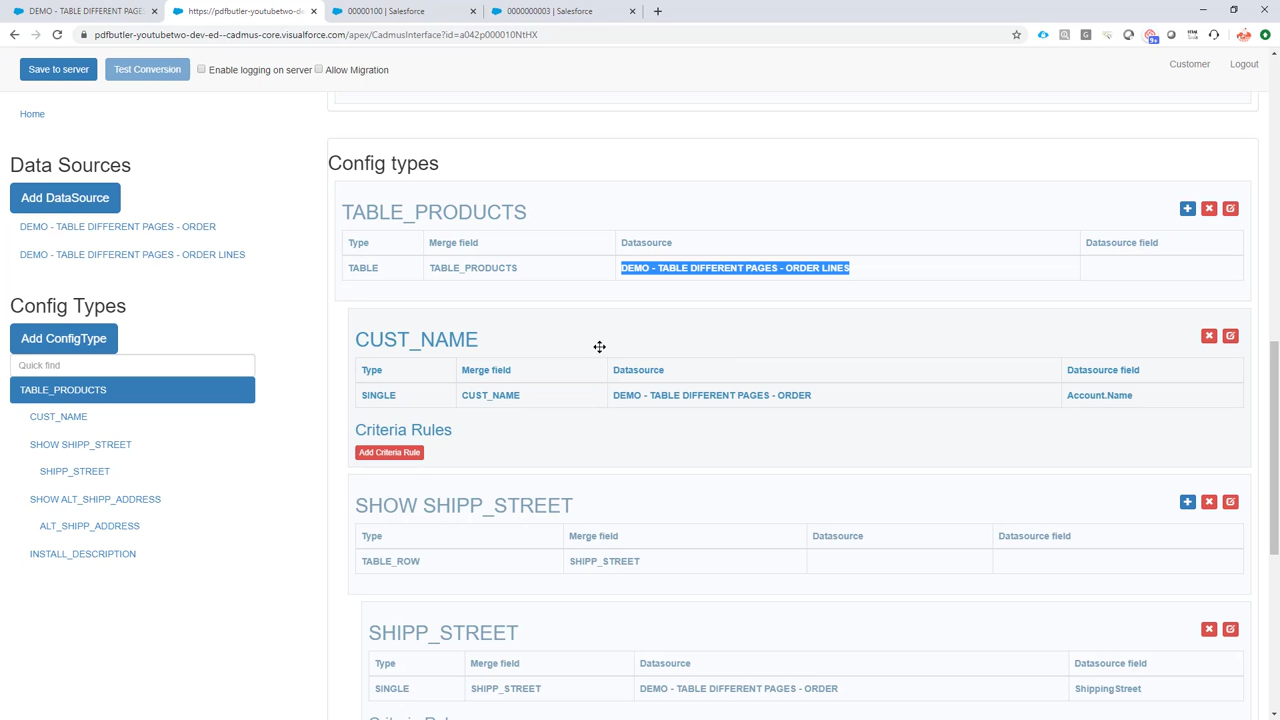 DEMO - TABLE DIFFERENT PAGES
https://pdfbutler-youtubetwo-dev-ed
00000100 | Salesforce
0000000003 | Salesforce
pdfbutler-youtubetwo-dev-ed--cadmus-core.visualforce.com/apex/CadmusInterface?id=a042p000010NtHX
9+
Save to server
Test Conversion
Enable logging on server
Allow Migration
Customer
Logout
Home
Data Sources
Add DataSource
DEMO - TABLE DIFFERENT PAGES - ORDER
DEMO - TABLE DIFFERENT PAGES - ORDER LINES
Config Types
Add ConfigType
Quick find
TABLE_PRODUCTS
CUST_NAME
SHOW SHIPP_STREET
SHIPP_STREET
SHOW ALT_SHIPP_ADDRESS
ALT_SHIPP_ADDRESS
INSTALL_DESCRIPTION
Config types
TABLE_PRODUCTS
Type Merge field Datasource Datasource field
TABLE TABLE_PRODUCTS DEMO - TABLE DIFFERENT PAGES - ORDER LINES
CUST_NAME
Type Merge field Datasource Datasource field
SINGLE CUST_NAME DEMO - TABLE DIFFERENT PAGES - ORDER Account.Name
Criteria Rules
Add Criteria Rule
SHOW SHIPP_STREET
Type Merge field Datasource Datasource field
TABLE_ROW SHIPP_STREET
SHIPP_STREET
Type Merge field Datasource Datasource field
SINGLE SHIPP_STREET DEMO - TABLE DIFFERENT PAGES - ORDER ShippingStreet
Criteria Rules